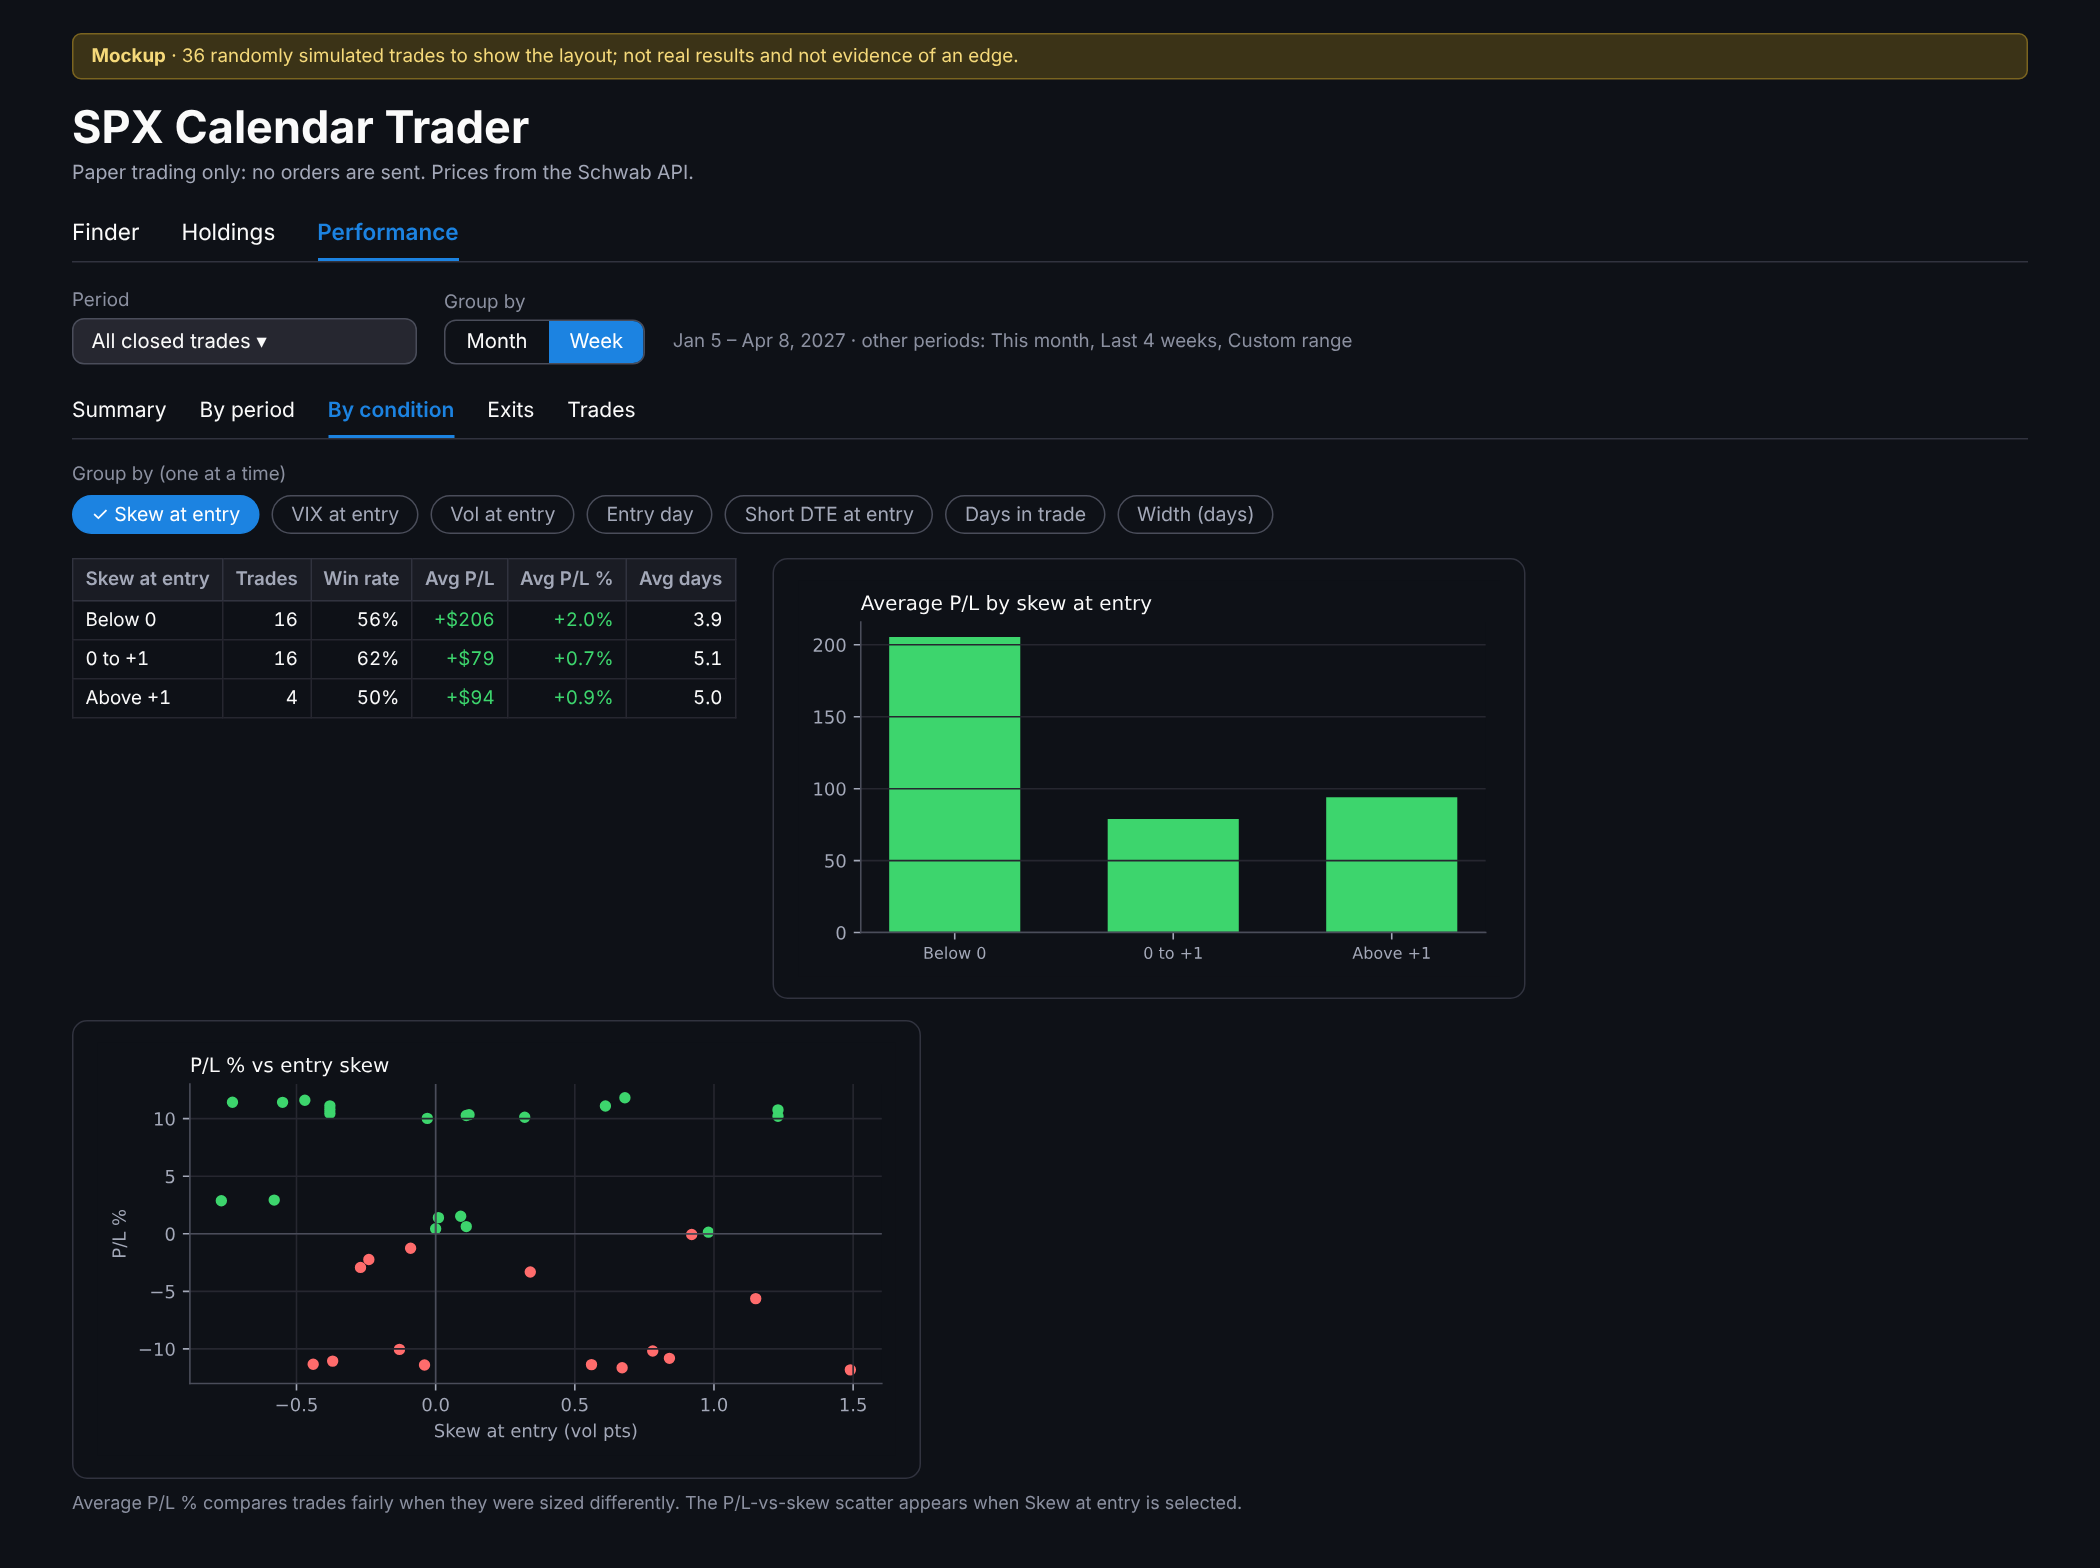 Mockup · 36 randomly simulated trades to show the layout; not real results and not evidence of an edge.
SPX Calendar Trader
Paper trading only: no orders are sent. Prices from the Schwab API.
Finder Holdings Performance
Period
Group by
All closed trades ▾
Month Week
Jan 5 – Apr 8, 2027 · other periods: This month, Last 4 weeks, Custom range
Summary By period By condition Exits Trades
Group by (one at a time)
✓ Skew at entry VIX at entry Vol at entry Entry day Short DTE at entry Days in trade Width (days)
Skew at entry Trades Win rate Avg P/L Avg P/L % Avg days
Below 0 16 56% +$206 +2.0% 3.9
0 to +1 16 62% +$79 +0.7% 5.1
Above +1 4 50% +$94 +0.9% 5.0
Average P/L by skew at entry
200
150
100
50
0
Below 0 0 to +1 Above +1
P/L % vs entry skew
10
5
0
−5
−10
P/L %
−0.5 0.0 0.5 1.0 1.5
Skew at entry (vol pts)
Average P/L % compares trades fairly when they were sized differently. The P/L-vs-skew scatter appears when Skew at entry is selected.